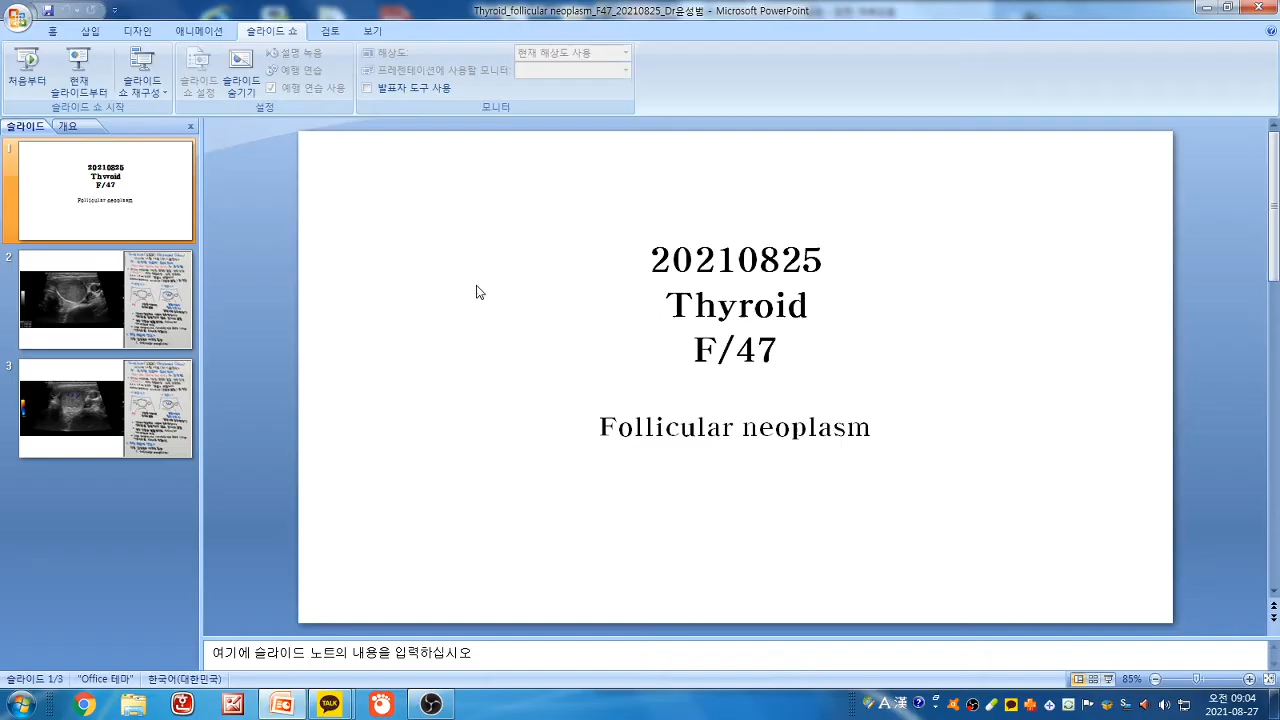 Thyroid_follicular neoplasm_F47_20210825_Dr윤성범 - Microsoft PowerPoint
홈 삽입 디자인 애니메이션 슬라이드 쇼 검토 보기
처음부터
현재
슬라이드부터
슬라이드
쇼 재구성
슬라이드 쇼 시작
슬라이드
쇼 설정
슬라이드
숨기기
설명 녹음
예행 연습
예행 연습 사용
설정
해상도: 현재 해상도 사용
프레젠테이션에 사용할 모니터:
발표자 도구 사용
모니터
슬라이드 개요
1
20210825
Thyroid
F/47
Follicular neoplasm
2
3
20210825
Thyroid
F/47
Follicular neoplasm
여기에 슬라이드 노트의 내용을 입력하십시오
슬라이드 1/3 "Office 테마" 한국어(대한민국) 85%
TALK
A 漢
오전 09:04
2021-08-27